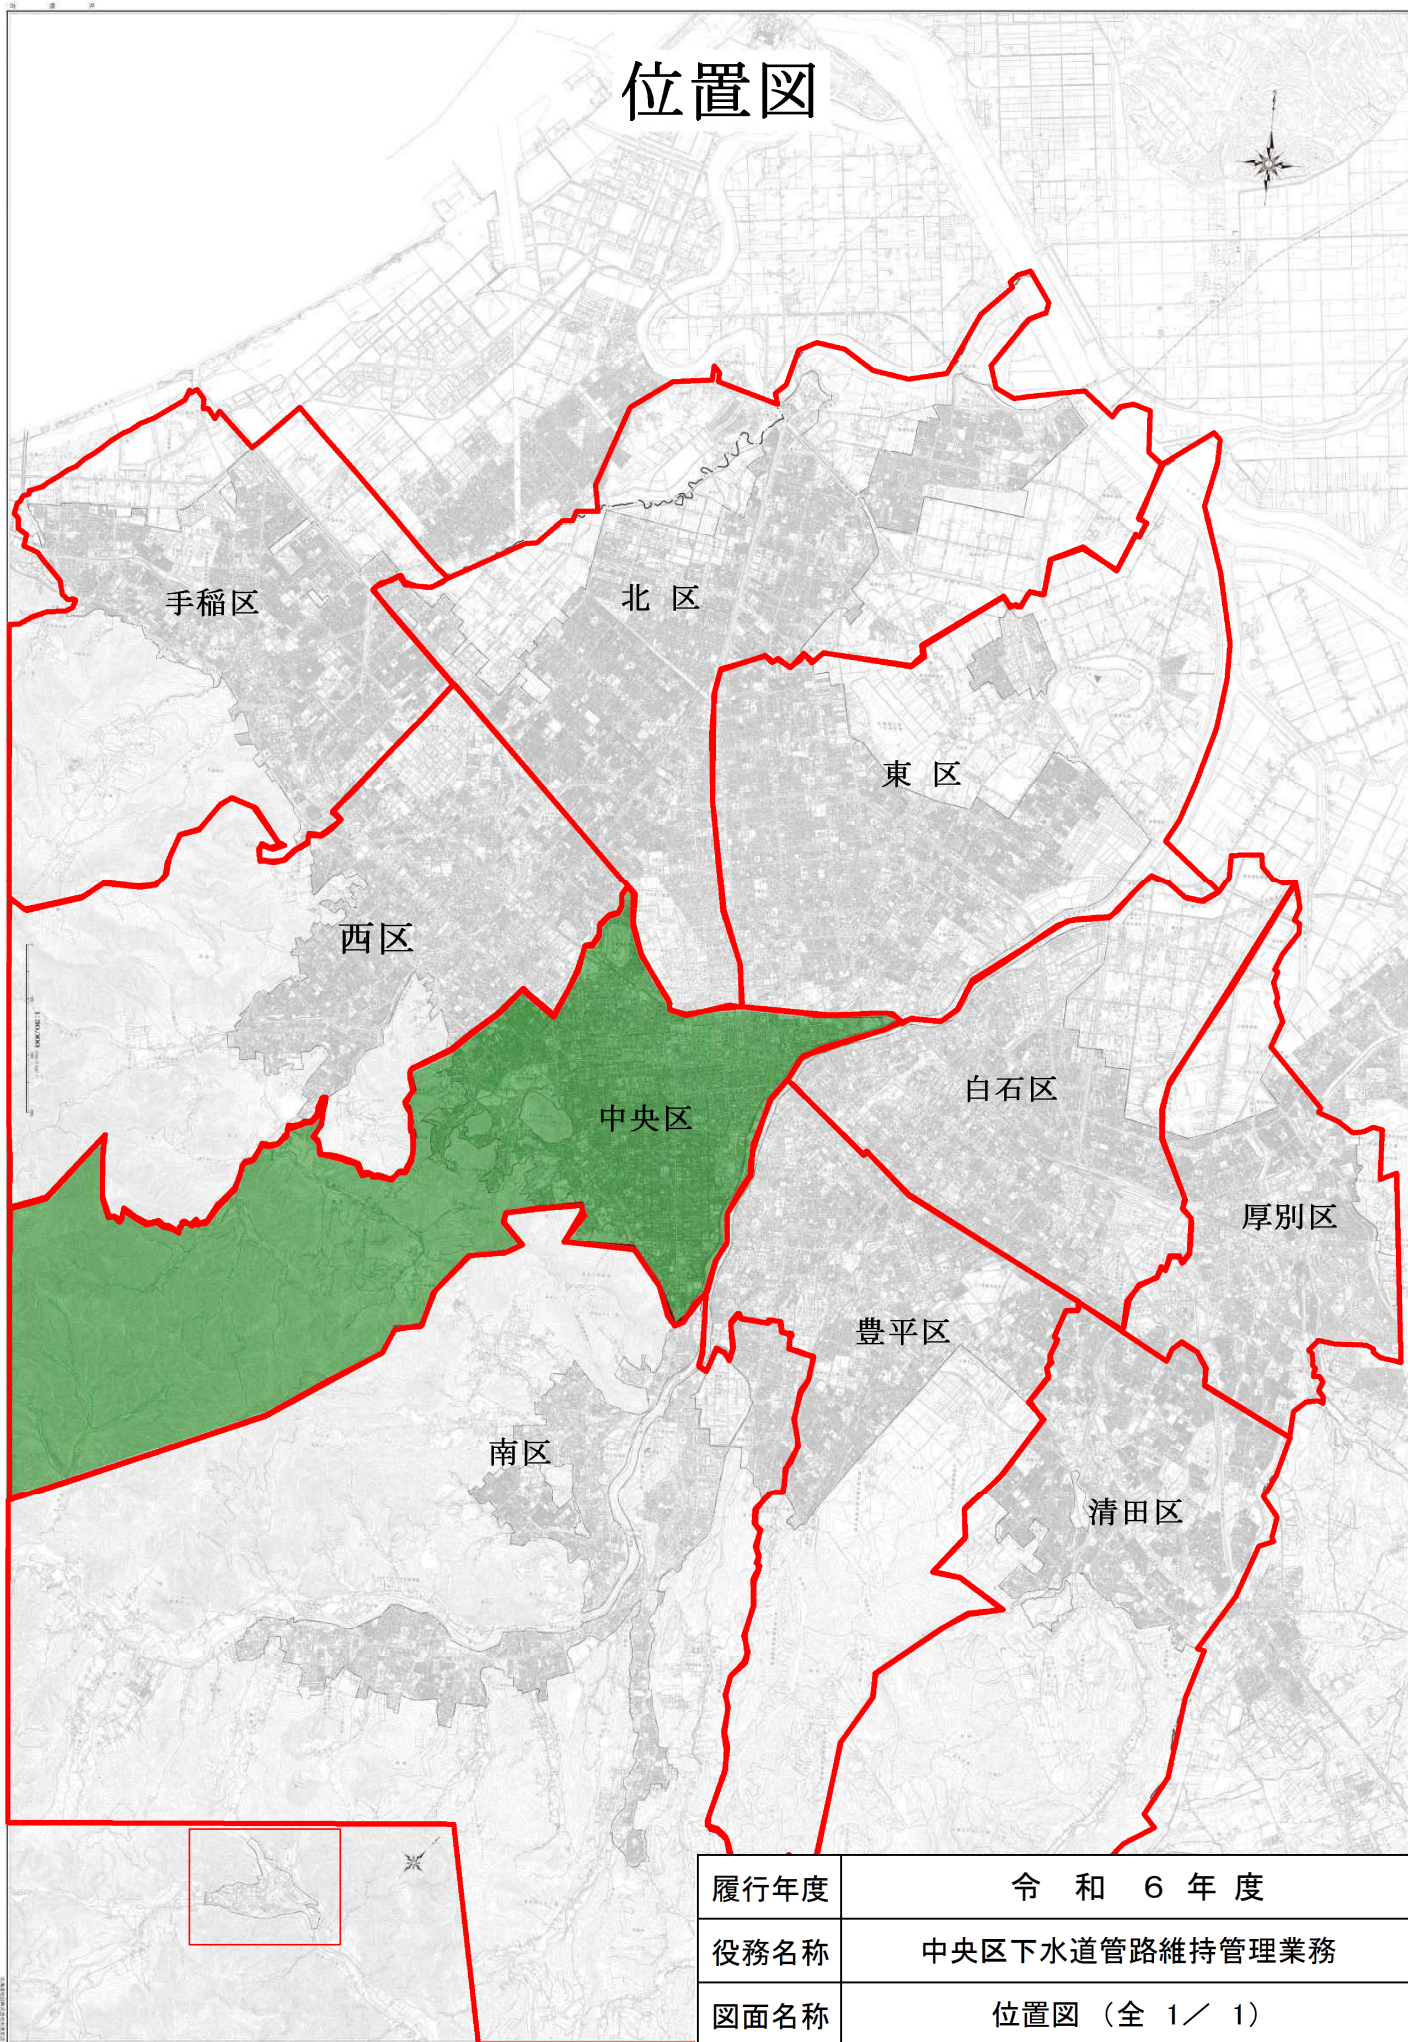 位置図
手稲区
北 区
東 区
西区
中央区
白石区
厚別区
豊平区
南区
清田区
1:30,000
履行年度 令 和 6 年 度
役務名称 中央区下水道管路維持管理業務
図面名称 位置図 (全 1/ 1)